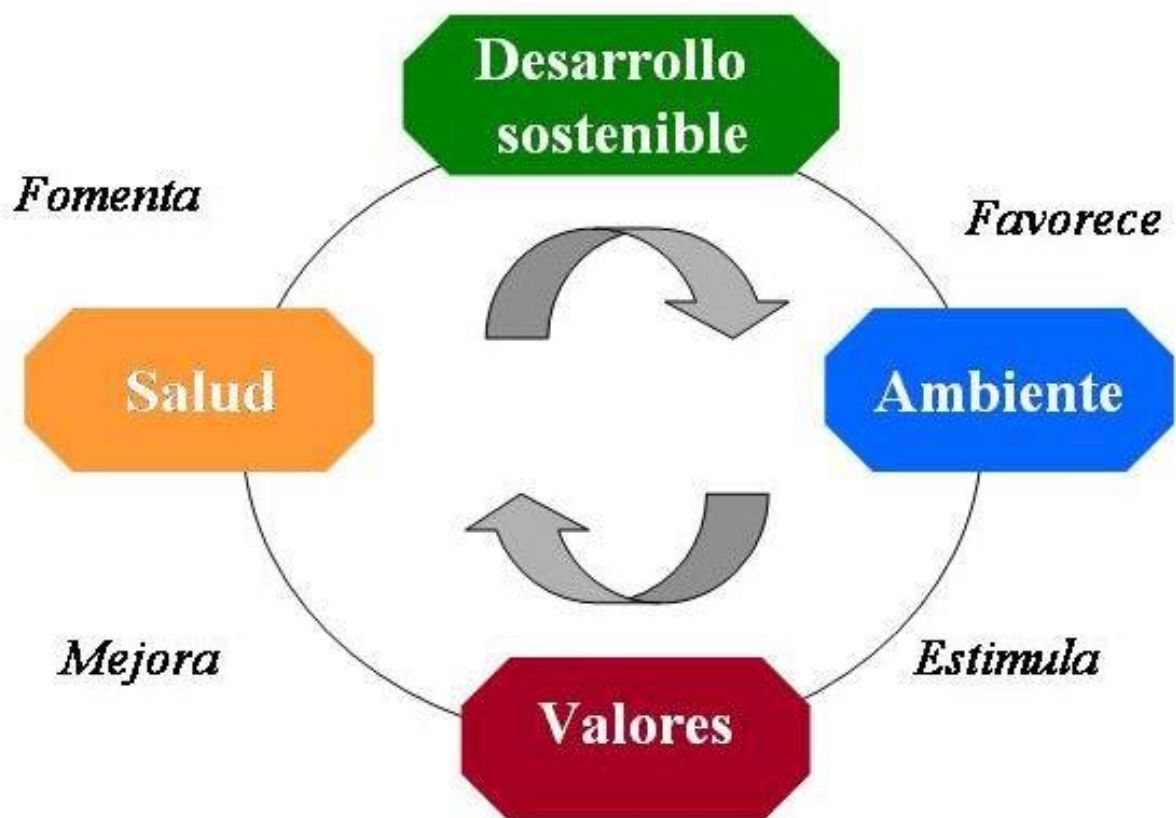 Desarrollo
sostenible
Fomenta
Favorece
Salud
Ambiente
Mejora
Estimula
Valores